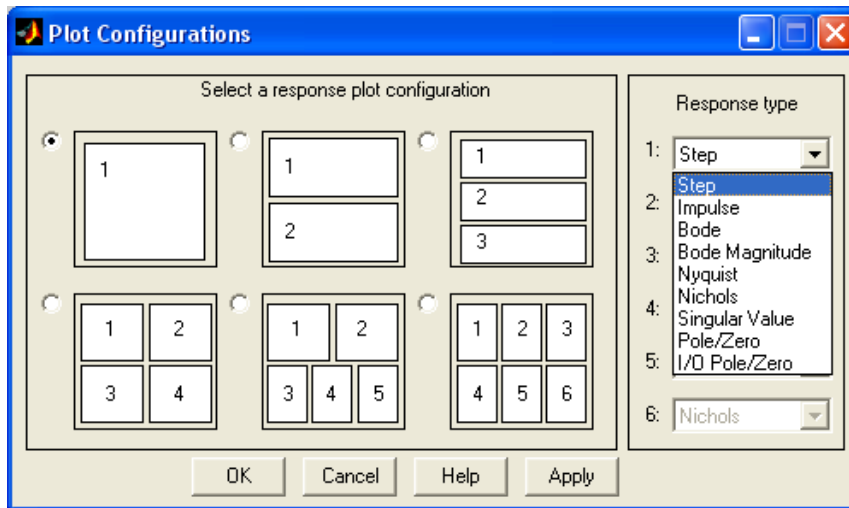 Plot Configurations
Select a response plot configuration
1
1
2
1
2
3
1 2
3 4
1 2
3 4 5
1 2 3
4 5 6
Response type
1: Step
Step
Impulse
Bode
Bode Magnitude
Nyquist
Nichols
Singular Value
Pole/Zero
I/O Pole/Zero
2:
3:
4:
5:
6: Nichols
OK Cancel Help Apply